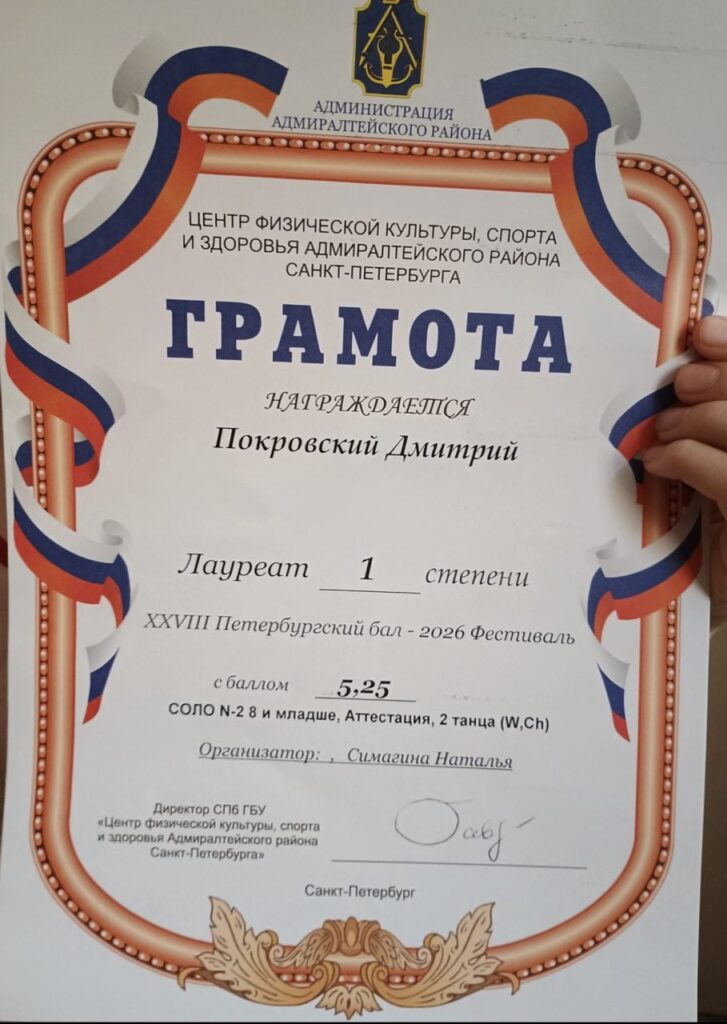 АДМИНИСТРАЦИЯ
АДМИРАЛТЕЙСКОГО РАЙОНА
ЦЕНТР ФИЗИЧЕСКОЙ КУЛЬТУРЫ, СПОРТА
И ЗДОРОВЬЯ АДМИРАЛТЕЙСКОГО РАЙОНА
САНКТ-ПЕТЕРБУРГА
ГРАМОТА
НАГРАЖДАЕТСЯ
Покровский Дмитрий
Лауреат 1 степени
XXVIII Петербургский бал - 2026 Фестиваль
с баллом 5,25
СОЛО N-2 8 и младше, Аттестация, 2 танца (W,Ch)
Организатор: , Симагина Наталья
Директор СПб ГБУ
«Центр физической культуры, спорта
и здоровья Адмиралтейского района
Санкт-Петербурга»
Санкт-Петербург